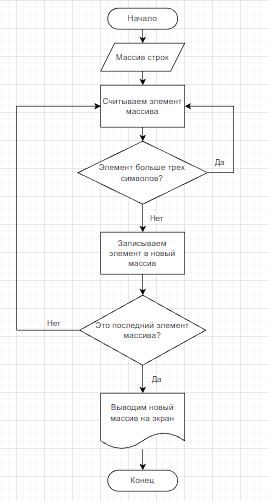 Начало
Массив строк
Считываем элемент
массива
Элемент больше трех
символов?
Да
Нет
Записываем
элемент в новый
массив
Это последний элемент
массива?
Нет
Да
Выводим новый
массив на экран
Конец